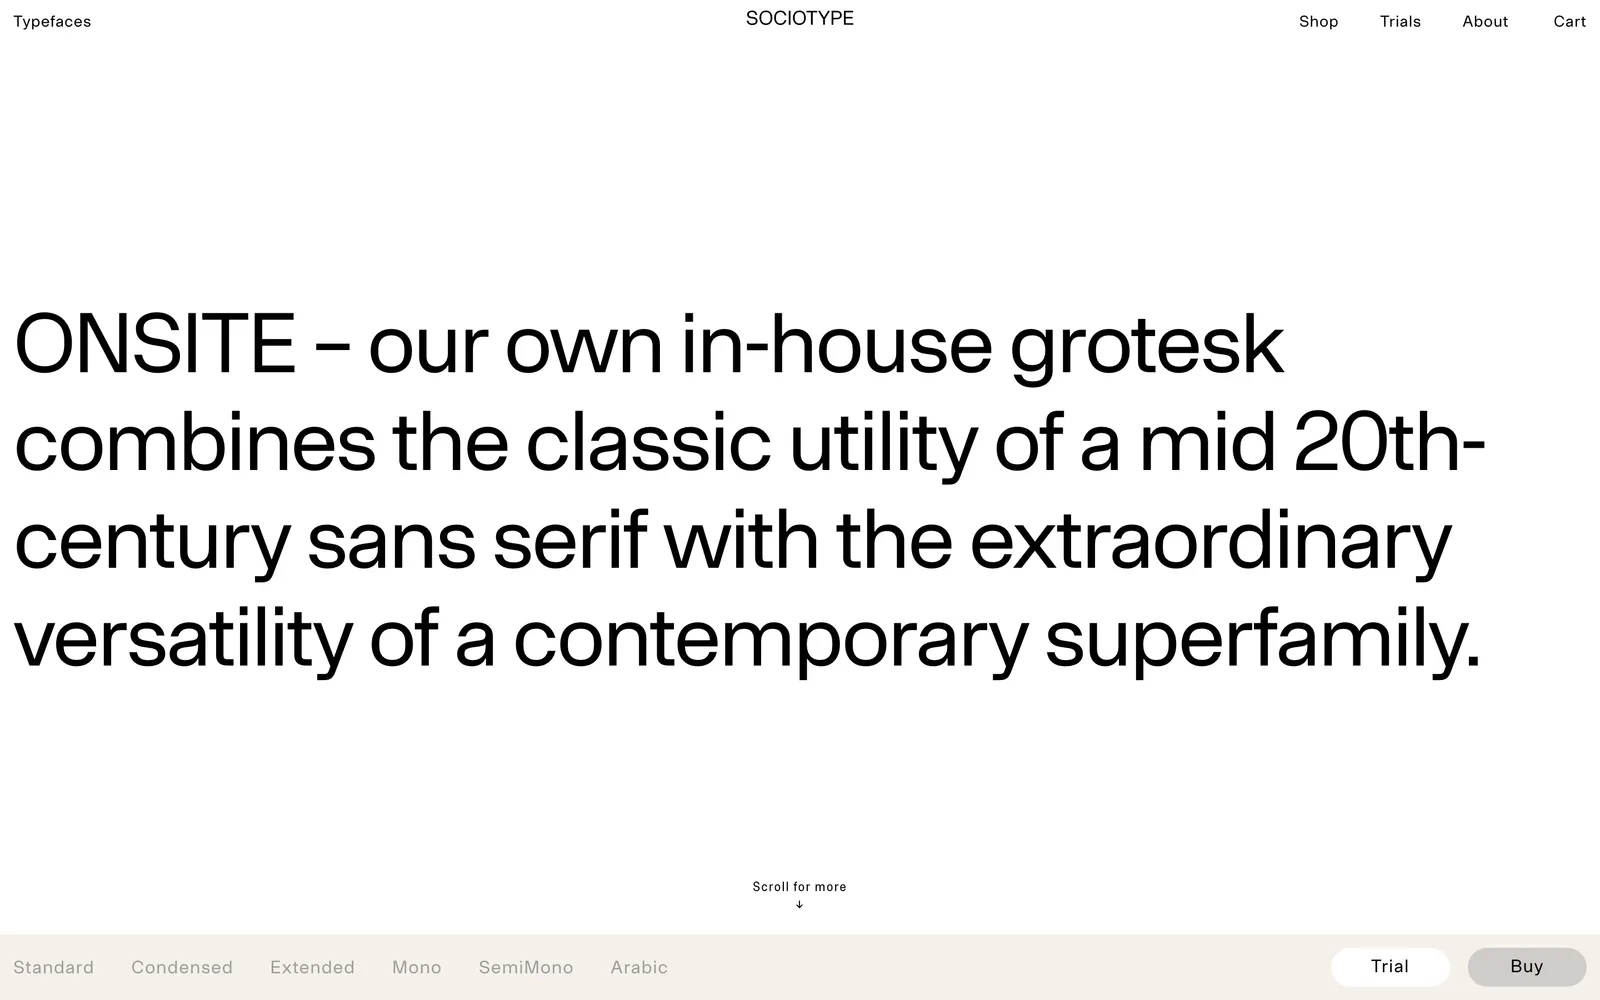 Typefaces
SOCIOTYPE
Shop
Trials
About
Cart
ONSITE – our own in-house grotesk
combines the classic utility of a mid 20th-
century sans serif with the extraordinary
versatility of a contemporary superfamily.
Scroll for more
↓
Standard
Condensed
Extended
Mono
SemiMono
Arabic
Trial
Buy